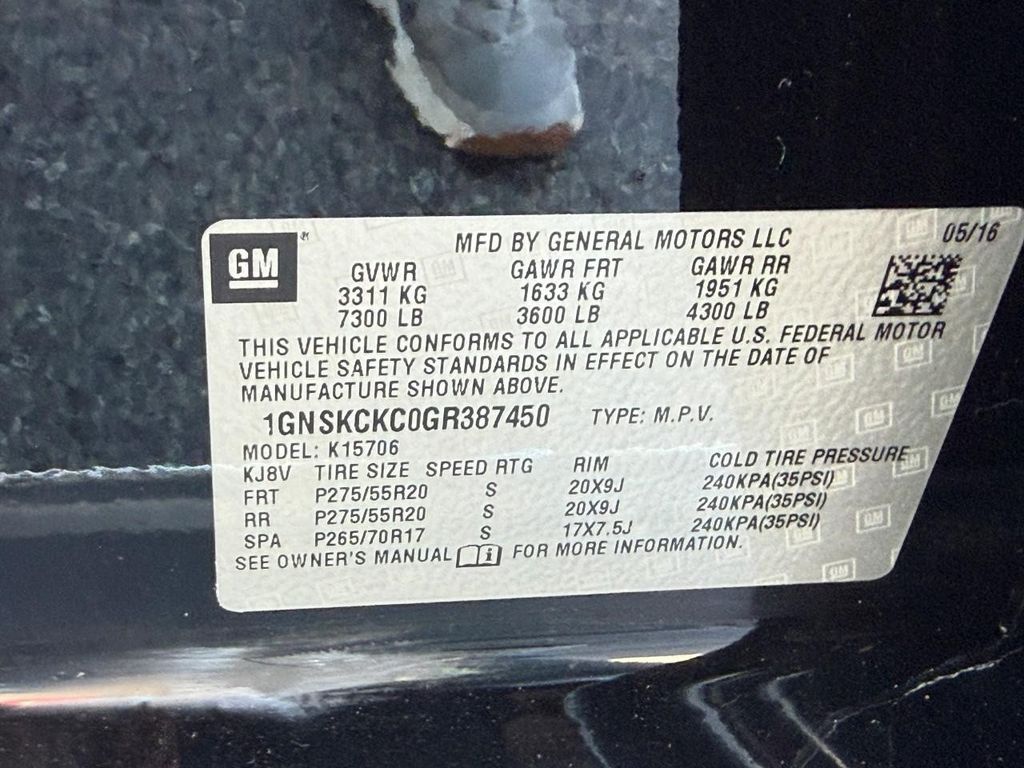 GM
MFD BY GENERAL MOTORS LLC 05/16
GVWR GAWR FRT GAWR RR
3311 KG 1633 KG 1951 KG
7300 LB 3600 LB 4300 LB
THIS VEHICLE CONFORMS TO ALL APPLICABLE U.S. FEDERAL MOTOR
VEHICLE SAFETY STANDARDS IN EFFECT ON THE DATE OF
MANUFACTURE SHOWN ABOVE.
1GNSKCKC0GR387450 TYPE: M.P.V.
MODEL: K15706
KJ8V TIRE SIZE SPEED RTG RIM COLD TIRE PRESSURE
FRT P275/55R20 S 20X9J 240KPA(35PSI)
RR P275/55R20 S 20X9J 240KPA(35PSI)
SPA P265/70R17 S 17X7.5J 240KPA(35PSI)
SEE OWNER'S MANUAL FOR MORE INFORMATION.